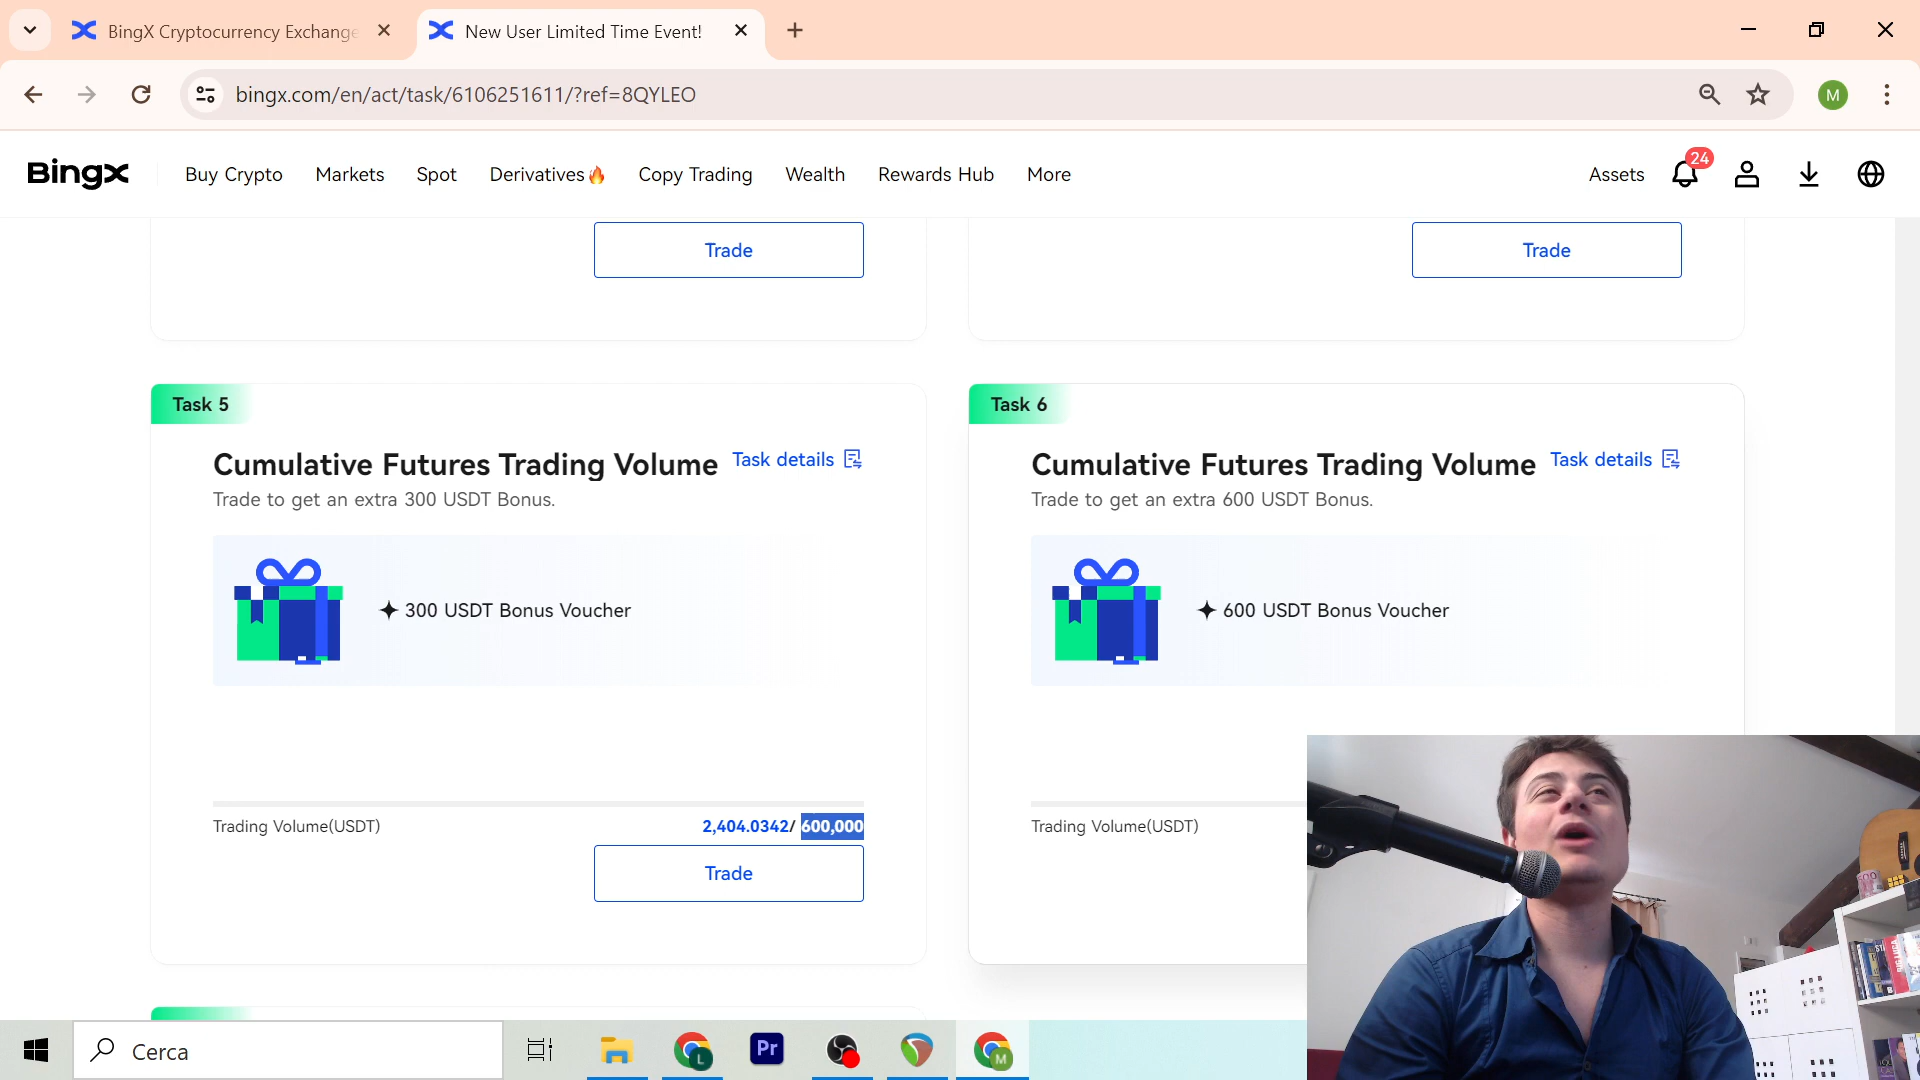 BingX Cryptocurrency Exchange
New User Limited Time Event!
bingx.com/en/act/task/6106251611/?ref=8QYLEO
M
BingX
Buy Crypto
Markets
Spot
Derivatives
Copy Trading
Wealth
Rewards Hub
More
Assets
24
Trade
Trade
Task 5
Cumulative Futures Trading Volume
Task details
Trade to get an extra 300 USDT Bonus.
300 USDT Bonus Voucher
Trading Volume(USDT)
2,404.0342/ 600,000
Trade
Task 6
Cumulative Futures Trading Volume
Task details
Trade to get an extra 600 USDT Bonus.
600 USDT Bonus Voucher
Trading Volume(USDT)
Cerca
L
Pr
M